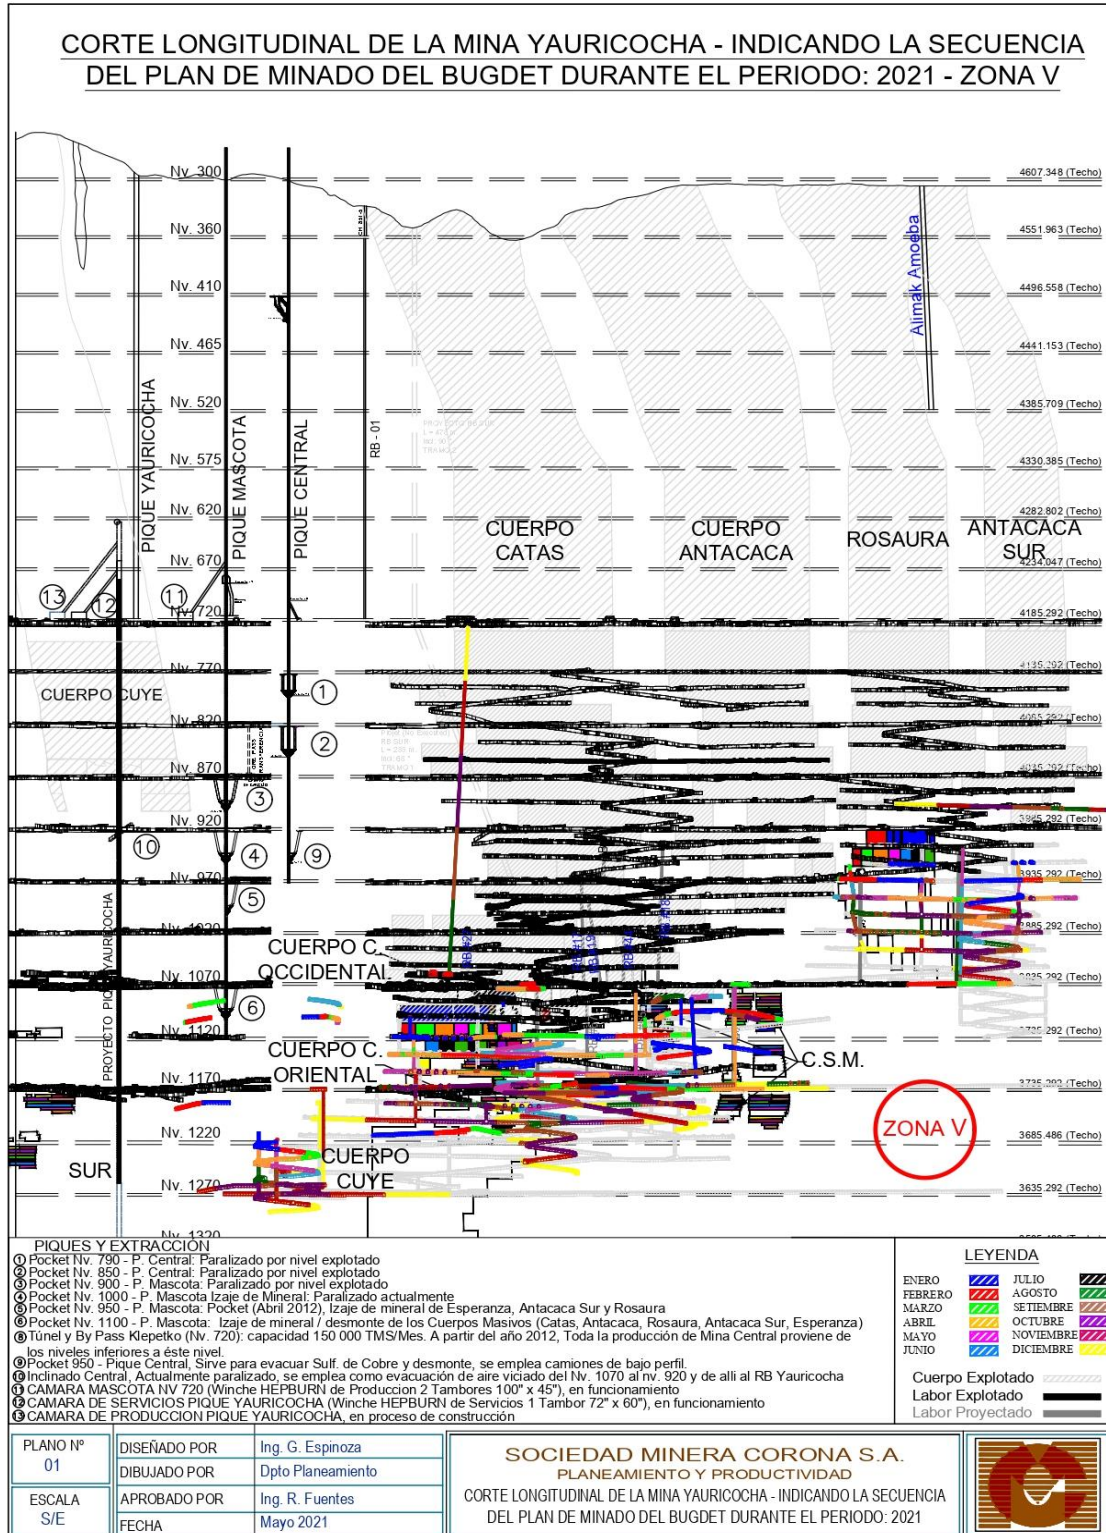 CORTE LONGITUDINAL DE LA MINA YAURICOCHA - INDICANDO LA SECUENCIA
DEL PLAN DE MINADO DEL BUGDET DURANTE EL PERIODO: 2021 - ZONA V
Nv. 300
4607.348 (Techo)
Nv. 360
4551.963 (Techo)
Nv. 410
4496.558 (Techo)
Nv. 465
4441.153 (Techo)
Nv. 520
4385.709 (Techo)
Nv. 575
4330.385 (Techo)
Nv. 620
4282.802 (Techo)
Nv. 670
4234.047 (Techo)
Nv. 720
4185.292 (Techo)
Nv. 770
Nv. 820
Nv. 870
Nv. 920
Nv. 970
3935.292 (Techo)
Nv. 1070
Nv. 1120
Nv. 1170
3735.292 (Techo)
Nv. 1220
3685.486 (Techo)
Nv. 1270
3635.292 (Techo)
Nv. 1320
PIQUE YAURICOCHA
PIQUE MASCOTA
PIQUE CENTRAL
RB - 01
Alimak Amoeba
CUERPO
CATAS
CUERPO
ANTACACA
ROSAURA
ANTACACA
SUR
13
12
11
CUERPO CUYE
1
2
3
10
4
9
5
6
PROYECTO PIQUE YAURICOCHA
CUERPO C.
OCCIDENTAL
CUERPO C.
ORIENTAL
C.S.M.
ZONA V
CUERPO
CUYE
SUR
PIQUES Y EXTRACCIÓN
① Pocket Nv. 790 - P. Central: Paralizado por nivel explotado
② Pocket Nv. 850 - P. Central: Paralizado por nivel explotado
③ Pocket Nv. 900 - P. Mascota: Paralizado por nivel explotado
④ Pocket Nv. 1000 - P. Mascota Izaje de Mineral: Paralizado actualmente
⑤ Pocket Nv. 950 - P. Mascota: Pocket (Abril 2012), Izaje de mineral de Esperanza, Antacaca Sur y Rosaura
⑥ Pocket Nv. 1100 - P. Mascota: Izaje de mineral / desmonte de los Cuerpos Masivos (Catas, Antacaca, Rosaura, Antacaca Sur, Esperanza)
⑧ Túnel y By Pass Klepetko (Nv. 720): capacidad 150 000 TMS/Mes. A partir del año 2012, Toda la producción de Mina Central proviene de
los niveles inferiores a éste nivel.
⑨ Pocket 950 - Pique Central, Sirve para evacuar Sulf. de Cobre y desmonte, se emplea camiones de bajo perfil.
⑩ Inclinado Central, Actualmente paralizado, se emplea como evacuación de aire viciado del Nv. 1070 al nv. 920 y de alli al RB Yauricocha
⑪ CAMARA MASCOTA NV 720 (Winche HEPBURN de Produccion 2 Tambores 100" x 45"), en funcionamiento
⑫ CAMARA DE SERVICIOS PIQUE YAURICOCHA (Winche HEPBURN de Servicios 1 Tambor 72" x 60"), en funcionamiento
⑬ CAMARA DE PRODUCCION PIQUE YAURICOCHA, en proceso de construcción
LEYENDA
ENERO
JULIO
FEBRERO
AGOSTO
MARZO
SETIEMBRE
ABRIL
OCTUBRE
MAYO
NOVIEMBRE
JUNIO
DICIEMBRE
Cuerpo Explotado
Labor Explotado
Labor Proyectado
PLANO Nº
01
ESCALA
S/E
DISEÑADO POR
Ing. G. Espinoza
DIBUJADO POR
Dpto Planeamiento
APROBADO POR
Ing. R. Fuentes
FECHA
Mayo 2021
SOCIEDAD MINERA CORONA S.A.
PLANEAMIENTO Y PRODUCTIVIDAD
CORTE LONGITUDINAL DE LA MINA YAURICOCHA - INDICANDO LA SECUENCIA
DEL PLAN DE MINADO DEL BUGDET DURANTE EL PERIODO: 2021